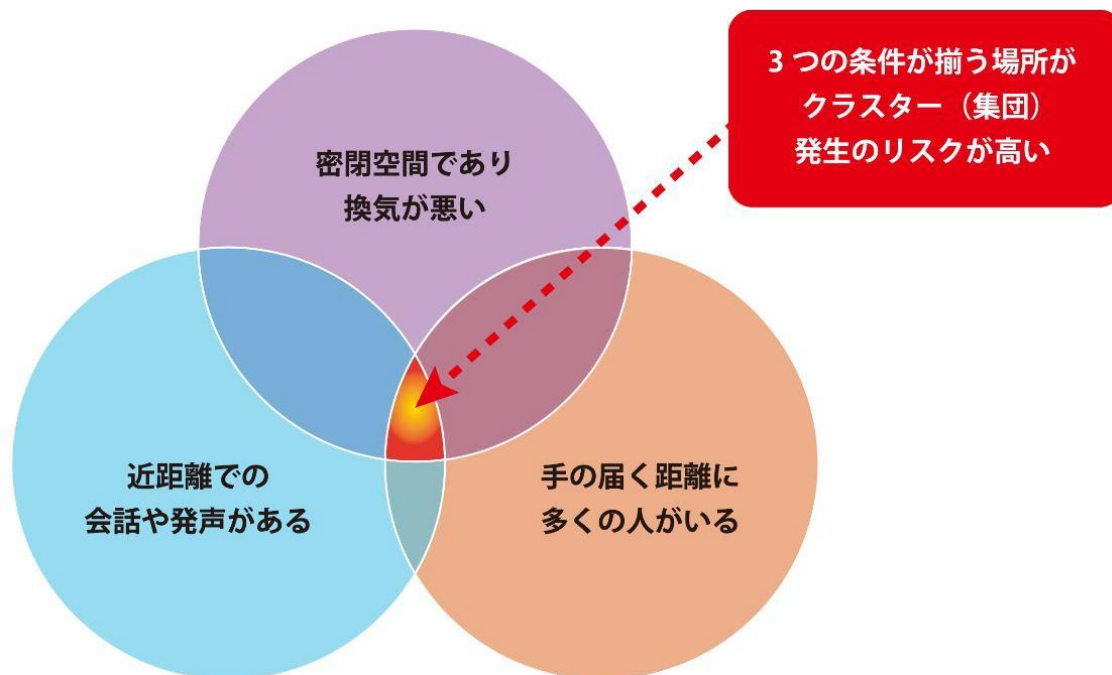 3つの条件が揃う場所が
クラスター（集団）
発生のリスクが高い
密閉空間であり
換気が悪い
近距離での
会話や発声がある
手の届く距離に
多くの人がいる